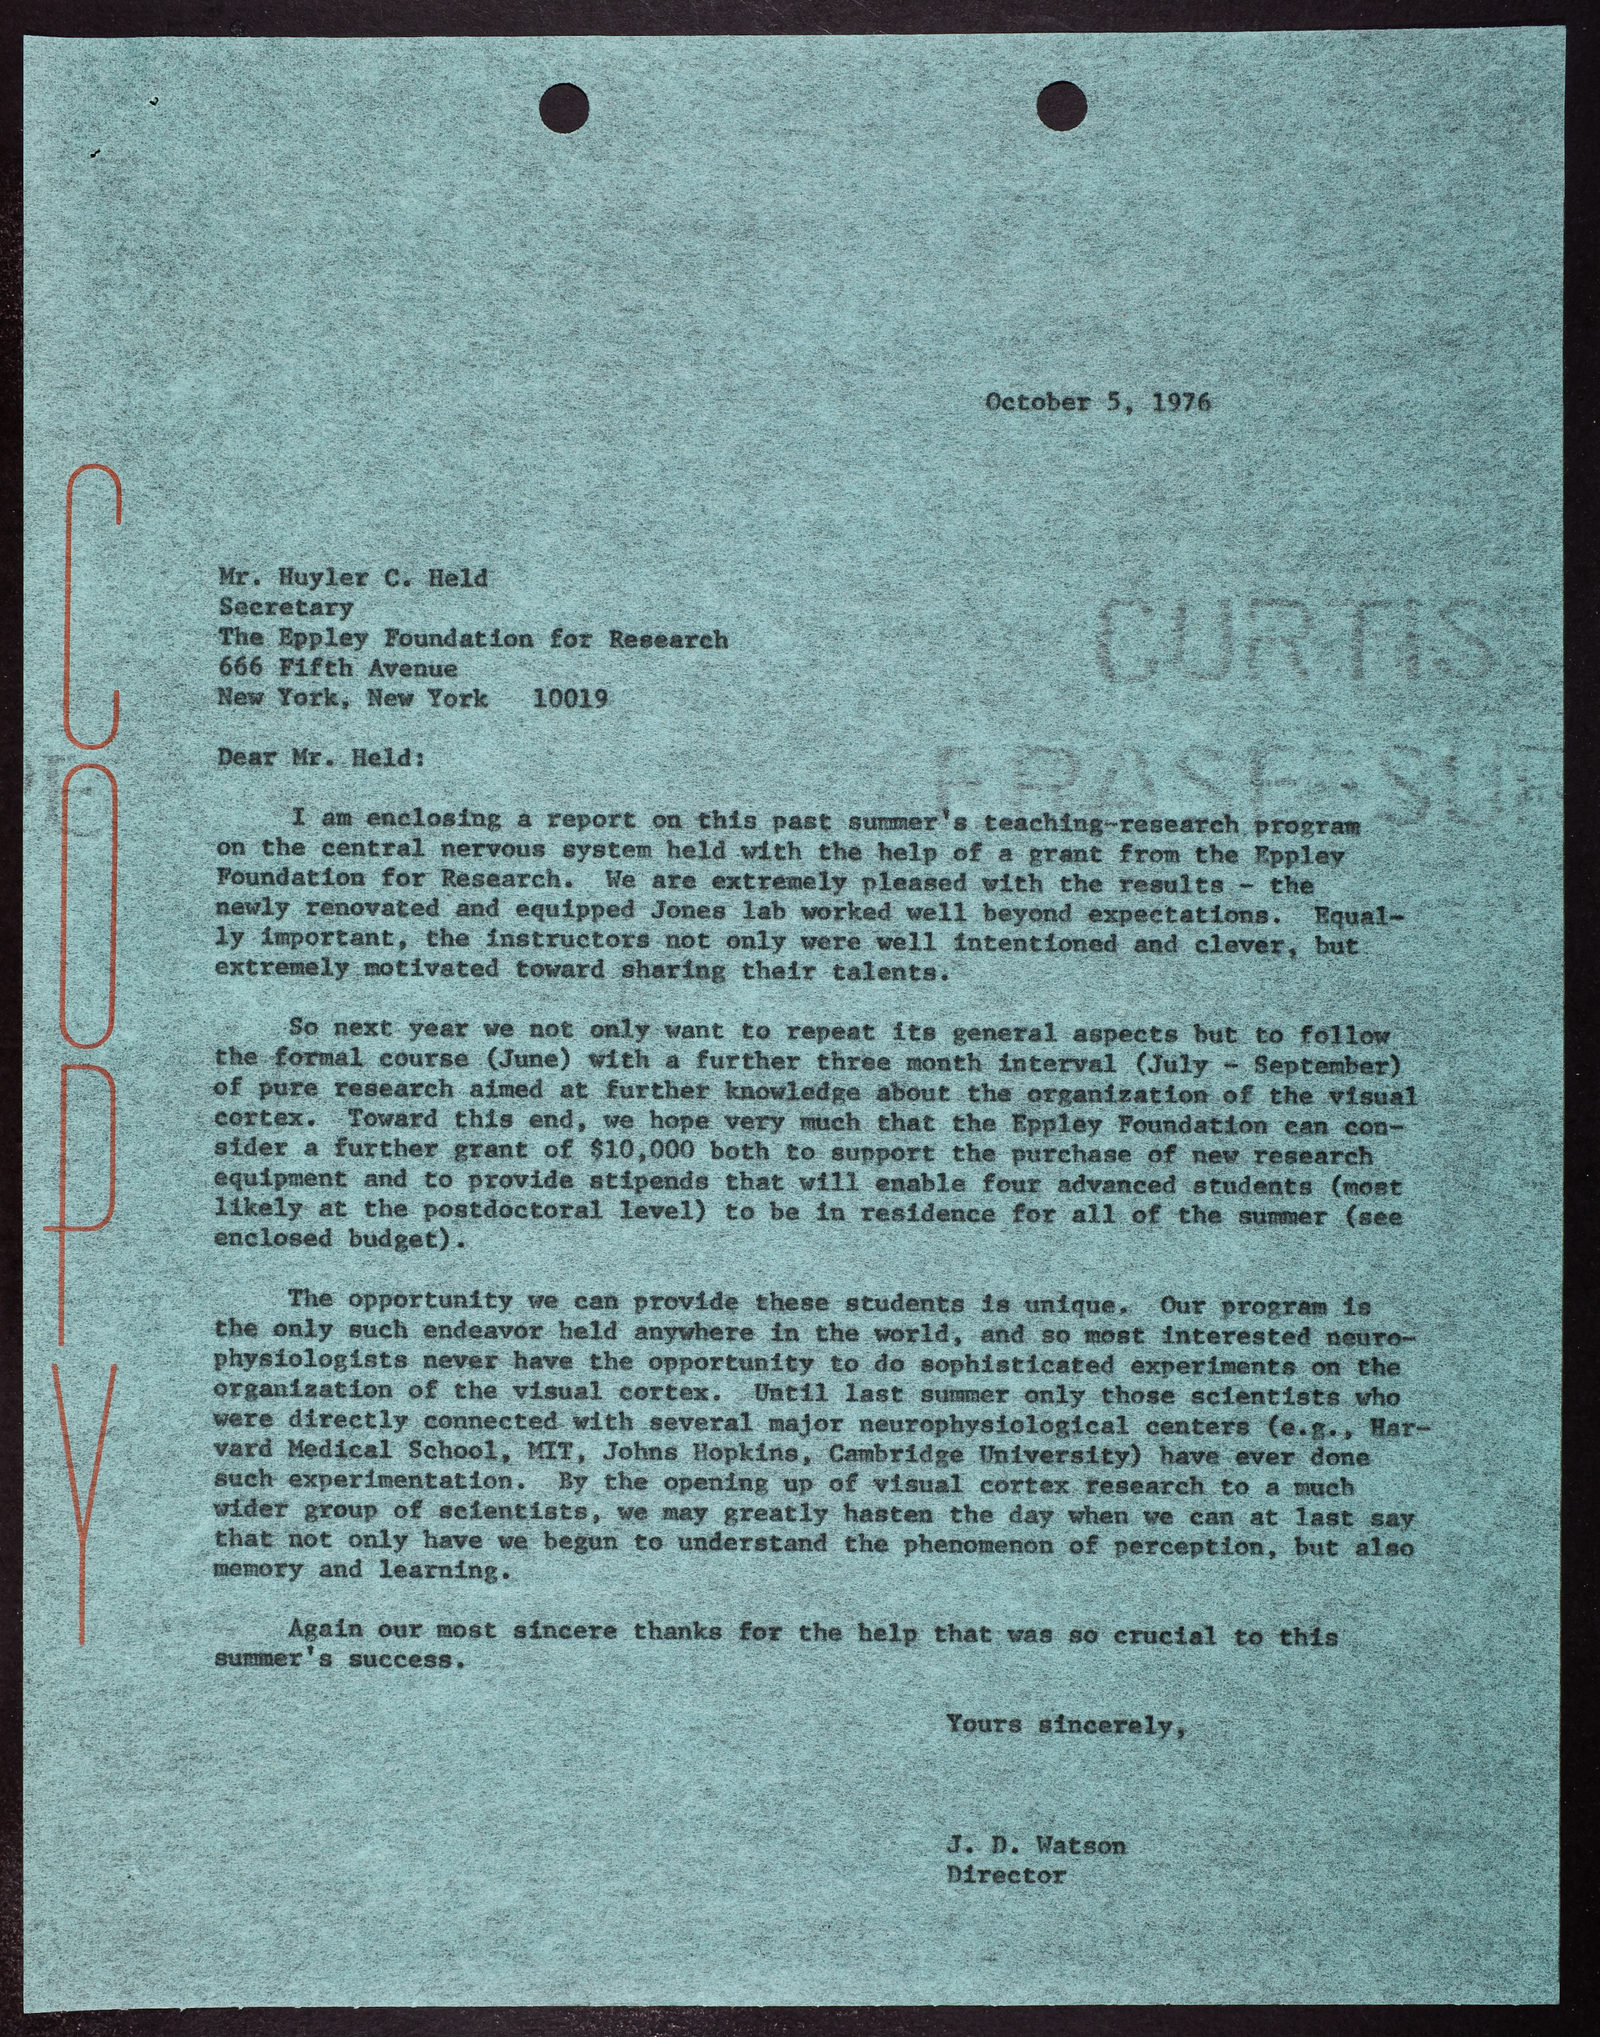 October 5, 1976
COPY
Mr. Huyler C. Held
Secretary
The Eppley Foundation for Research
666 Fifth Avenue
New York, New York 10019
CURTIS
ERASE-SUR
Dear Mr. Held:
I am enclosing a report on this past summer's teaching-research program
on the central nervous system held with the help of a grant from the Eppley
Foundation for Research. We are extremely pleased with the results - the
newly renovated and equipped Jones lab worked well beyond expectations. Equal-
ly important, the instructors not only were well intentioned and clever, but
extremely motivated toward sharing their talents.
So next year we not only want to repeat its general aspects but to follow
the formal course (June) with a further three month interval (July - September)
of pure research aimed at further knowledge about the organization of the visual
cortex. Toward this end, we hope very much that the Eppley Foundation can con-
sider a further grant of $10,000 both to support the purchase of new research
equipment and to provide stipends that will enable four advanced students (most
likely at the postdoctoral level) to be in residence for all of the summer (see
enclosed budget).
The opportunity we can provide these students is unique. Our program is
the only such endeavor held anywhere in the world, and so most interested neuro-
physiologists never have the opportunity to do sophisticated experiments on the
organization of the visual cortex. Until last summer only those scientists who
were directly connected with several major neurophysiological centers (e.g., Har-
vard Medical School, MIT, Johns Hopkins, Cambridge University) have ever done
such experimentation. By the opening up of visual cortex research to a much
wider group of scientists, we may greatly hasten the day when we can at last say
that not only have we begun to understand the phenomenon of perception, but also
memory and learning.
Again our most sincere thanks for the help that was so crucial to this
summer's success.
Yours sincerely,
J. D. Watson
Director